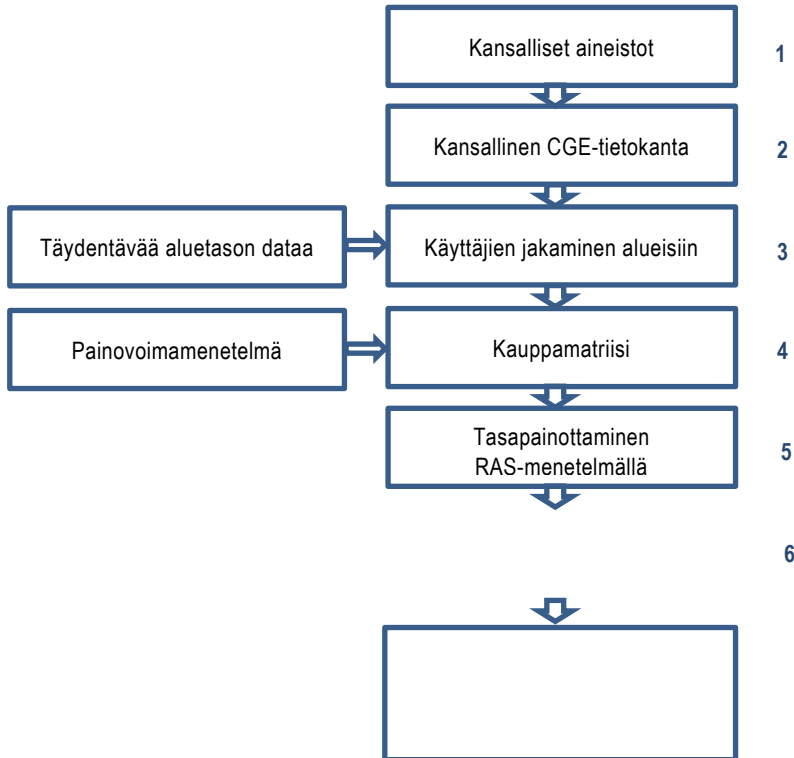 Kansalliset aineistot
1
Kansallinen CGE-tietokanta
2
Täydentävää aluetason dataa
Käyttäjien jakaminen alueisiin
3
Painovoimamenetelmä
Kauppamatriisi
4
Tasapainottaminen
RAS-menetelmällä
5
6